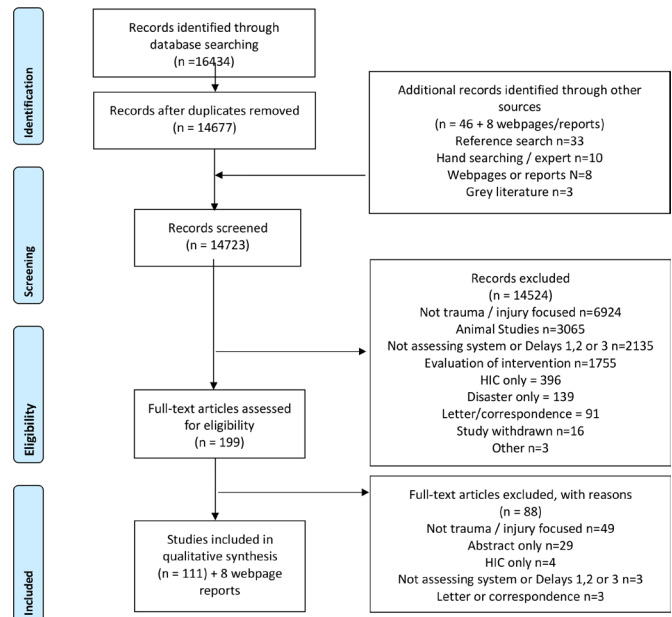 Identification
Records identified through
database searching
(n =16434)
Records after duplicates removed
(n = 14677)
Additional records identified through other
sources
(n = 46 + 8 webpages/reports)
Reference search n=33
Hand searching / expert n=10
Webpages or reports N=8
Grey literature n=3
Screening
Records screened
(n = 14723)
Records excluded
(n = 14524)
Not trauma / injury focused n=6924
Animal Studies n=3065
Not assessing system or Delays 1,2 or 3 n=2135
Evaluation of intervention n=1755
HIC only = 396
Disaster only = 139
Letter/correspondence = 91
Study withdrawn n=16
Other n=3
Eligibility
Full-text articles assessed
for eligibility
(n = 199)
Full-text articles excluded, with reasons
(n = 88)
Not trauma / injury focused n=49
Abstract only n=29
HIC only n=4
Not assessing system or Delays 1,2 or 3 n=3
Letter or correspondence n=3
Included
Studies included in
qualitative synthesis
(n = 111) + 8 webpage
reports